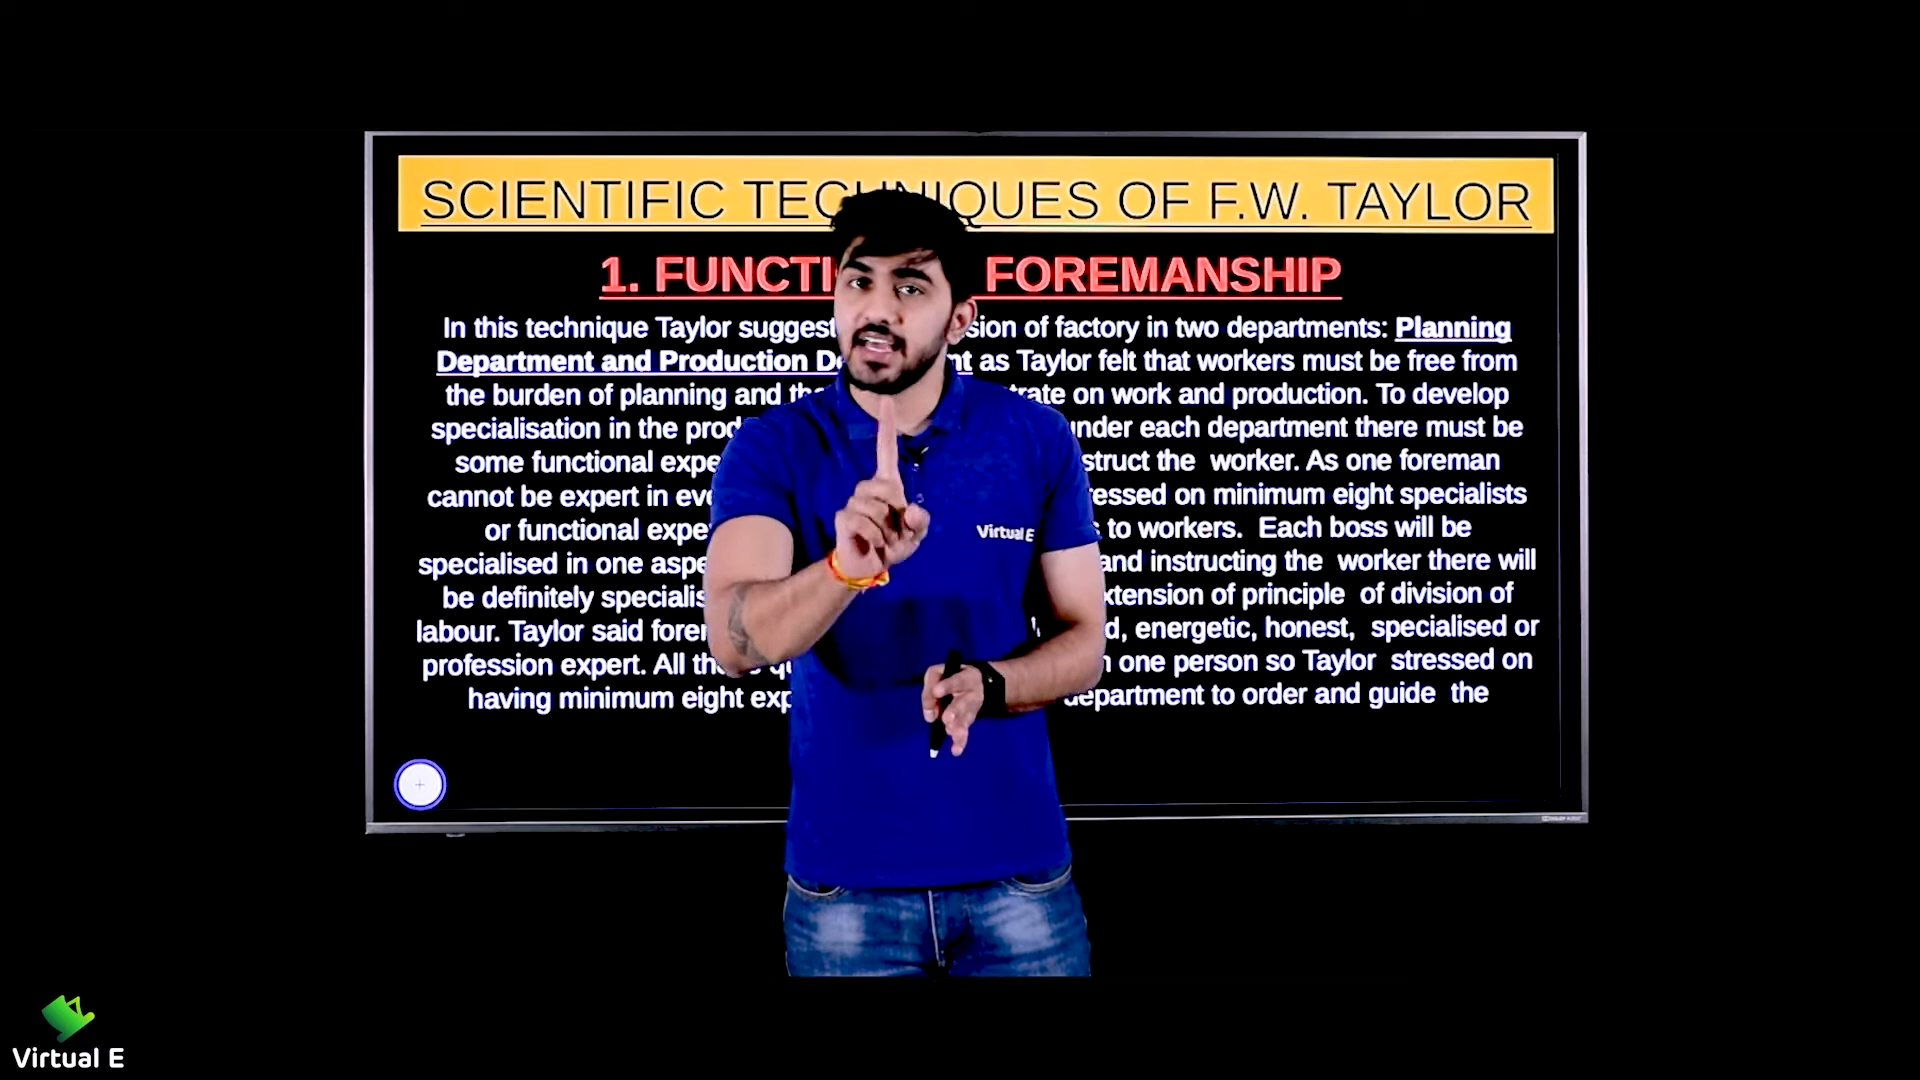 SCIENTIFIC TECHNIQUES OF F.W. TAYLOR
1. FUNCTI FOREMANSHIP
In this technique Taylor suggest sion of factory in two departments: Planning
Department and Production De nt as Taylor felt that workers must be free from
the burden of planning and th trate on work and production. To develop
specialisation in the prod under each department there must be
some functional expe struct the worker. As one foreman
cannot be expert in eve ressed on minimum eight specialists
or functional expe s to workers. Each boss will be
specialised in one aspe and instructing the worker there will
be definitely specialis xtension of principle of division of
labour. Taylor said forem d, energetic, honest, specialised or
profession expert. All the qu n one person so Taylor stressed on
having minimum eight exp department to order and guide the
Virtual E
Virtual E